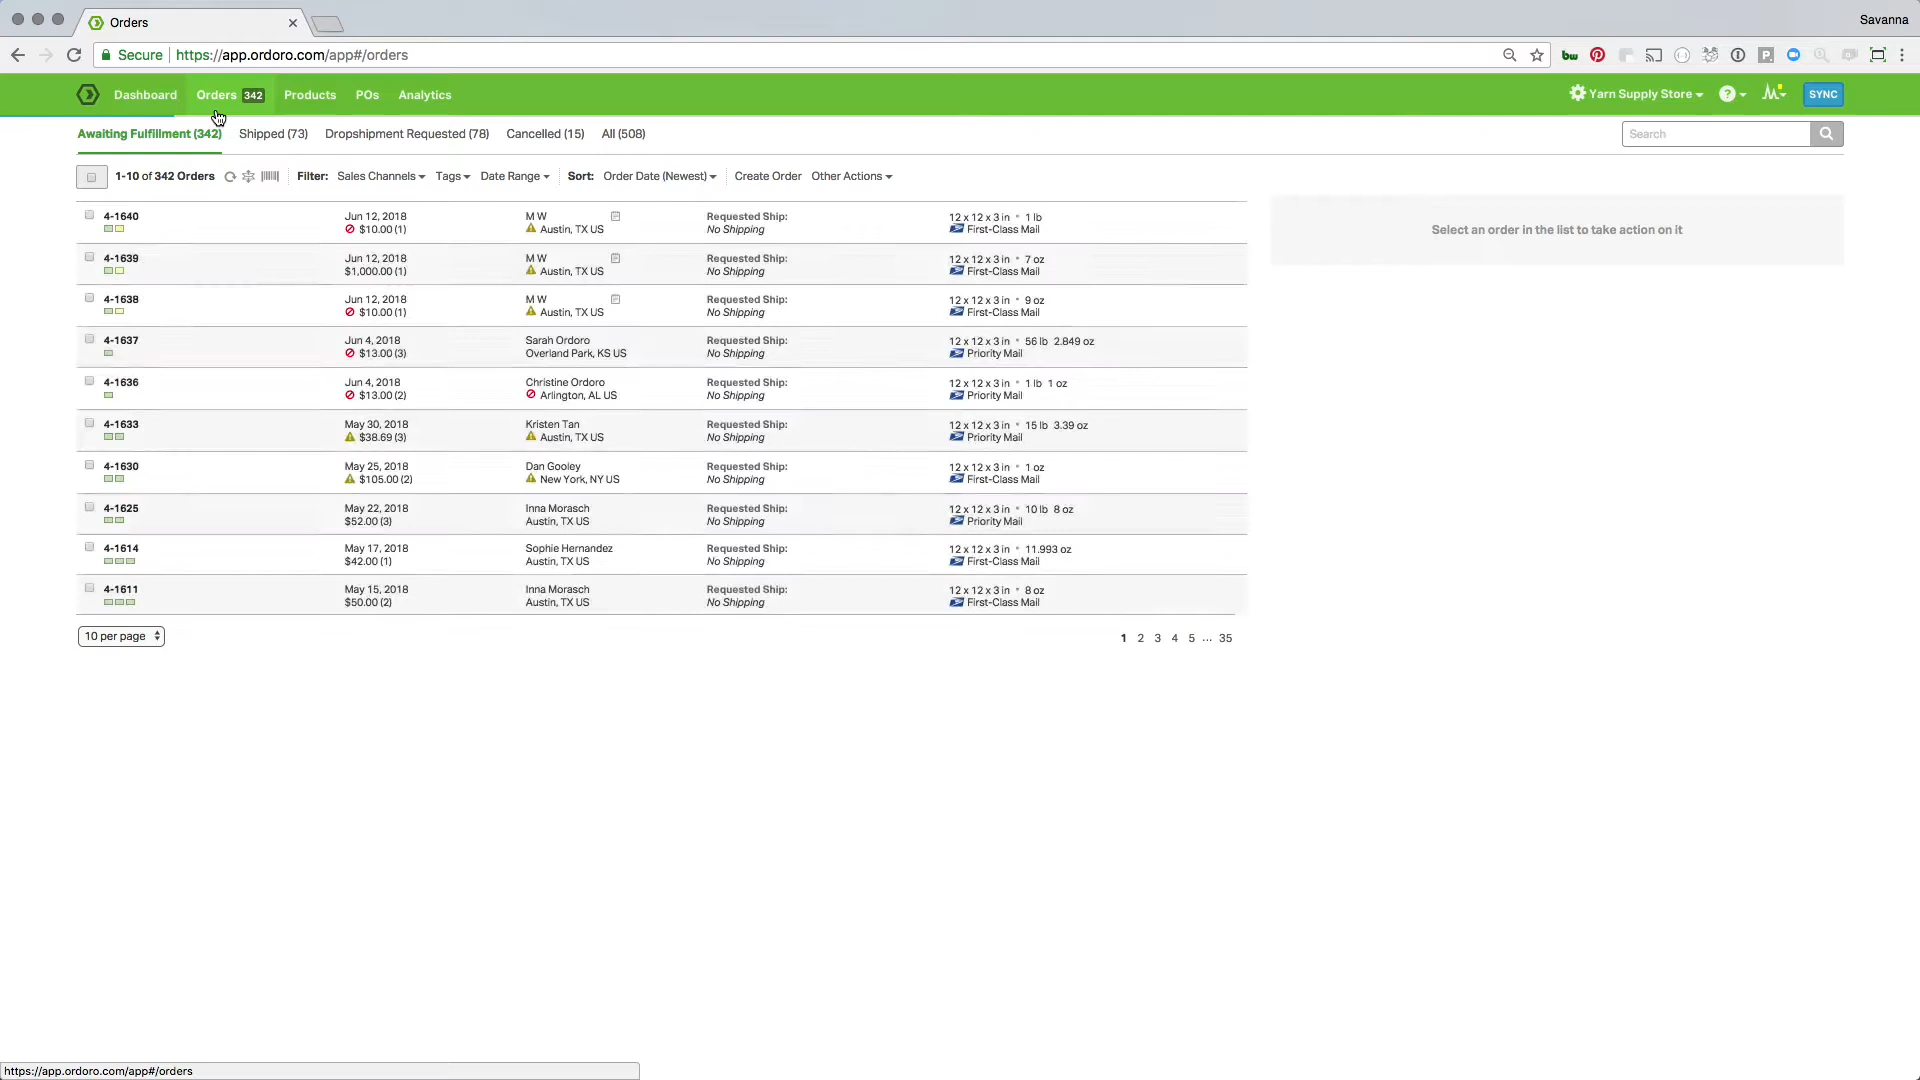 Orders
Savanna
Secure https://app.ordoro.com/app#/orders
Dashboard Orders 342 Products POs Analytics Yarn Supply Store ? SYNC
Awaiting Fulfillment (342) Shipped (73) Dropshipment Requested (78) Cancelled (15) All (508) Search
1-10 of 342 Orders Filter: Sales Channels Tags Date Range Sort: Order Date (Newest) Create Order Other Actions
4-1640 Jun 12, 2018 M W Requested Ship: 12 x 12 x 3 in • 1 lb
$10.00 (1) Austin, TX US No Shipping First-Class Mail
Select an order in the list to take action on it
4-1639 Jun 12, 2018 M W Requested Ship: 12 x 12 x 3 in • 7 oz
$1,000.00 (1) Austin, TX US No Shipping First-Class Mail
4-1638 Jun 12, 2018 M W Requested Ship: 12 x 12 x 3 in • 9 oz
$10.00 (1) Austin, TX US No Shipping First-Class Mail
4-1637 Jun 4, 2018 Sarah Ordoro Requested Ship: 12 x 12 x 3 in • 56 lb 2.849 oz
$13.00 (3) Overland Park, KS US No Shipping Priority Mail
4-1636 Jun 4, 2018 Christine Ordoro Requested Ship: 12 x 12 x 3 in • 1 lb 1 oz
$13.00 (2) Arlington, AL US No Shipping Priority Mail
4-1633 May 30, 2018 Kristen Tan Requested Ship: 12 x 12 x 3 in • 15 lb 3.39 oz
$38.69 (3) Austin, TX US No Shipping Priority Mail
4-1630 May 25, 2018 Dan Gooley Requested Ship: 12 x 12 x 3 in • 1 oz
$105.00 (2) New York, NY US No Shipping First-Class Mail
4-1625 May 22, 2018 Inna Morasch Requested Ship: 12 x 12 x 3 in • 10 lb 8 oz
$52.00 (3) Austin, TX US No Shipping Priority Mail
4-1614 May 17, 2018 Sophie Hernandez Requested Ship: 12 x 12 x 3 in • 11.993 oz
$42.00 (1) Austin, TX US No Shipping First-Class Mail
4-1611 May 15, 2018 Inna Morasch Requested Ship: 12 x 12 x 3 in • 8 oz
$50.00 (2) Austin, TX US No Shipping First-Class Mail
10 per page 1 2 3 4 5 ... 35
https://app.ordoro.com/app#/orders